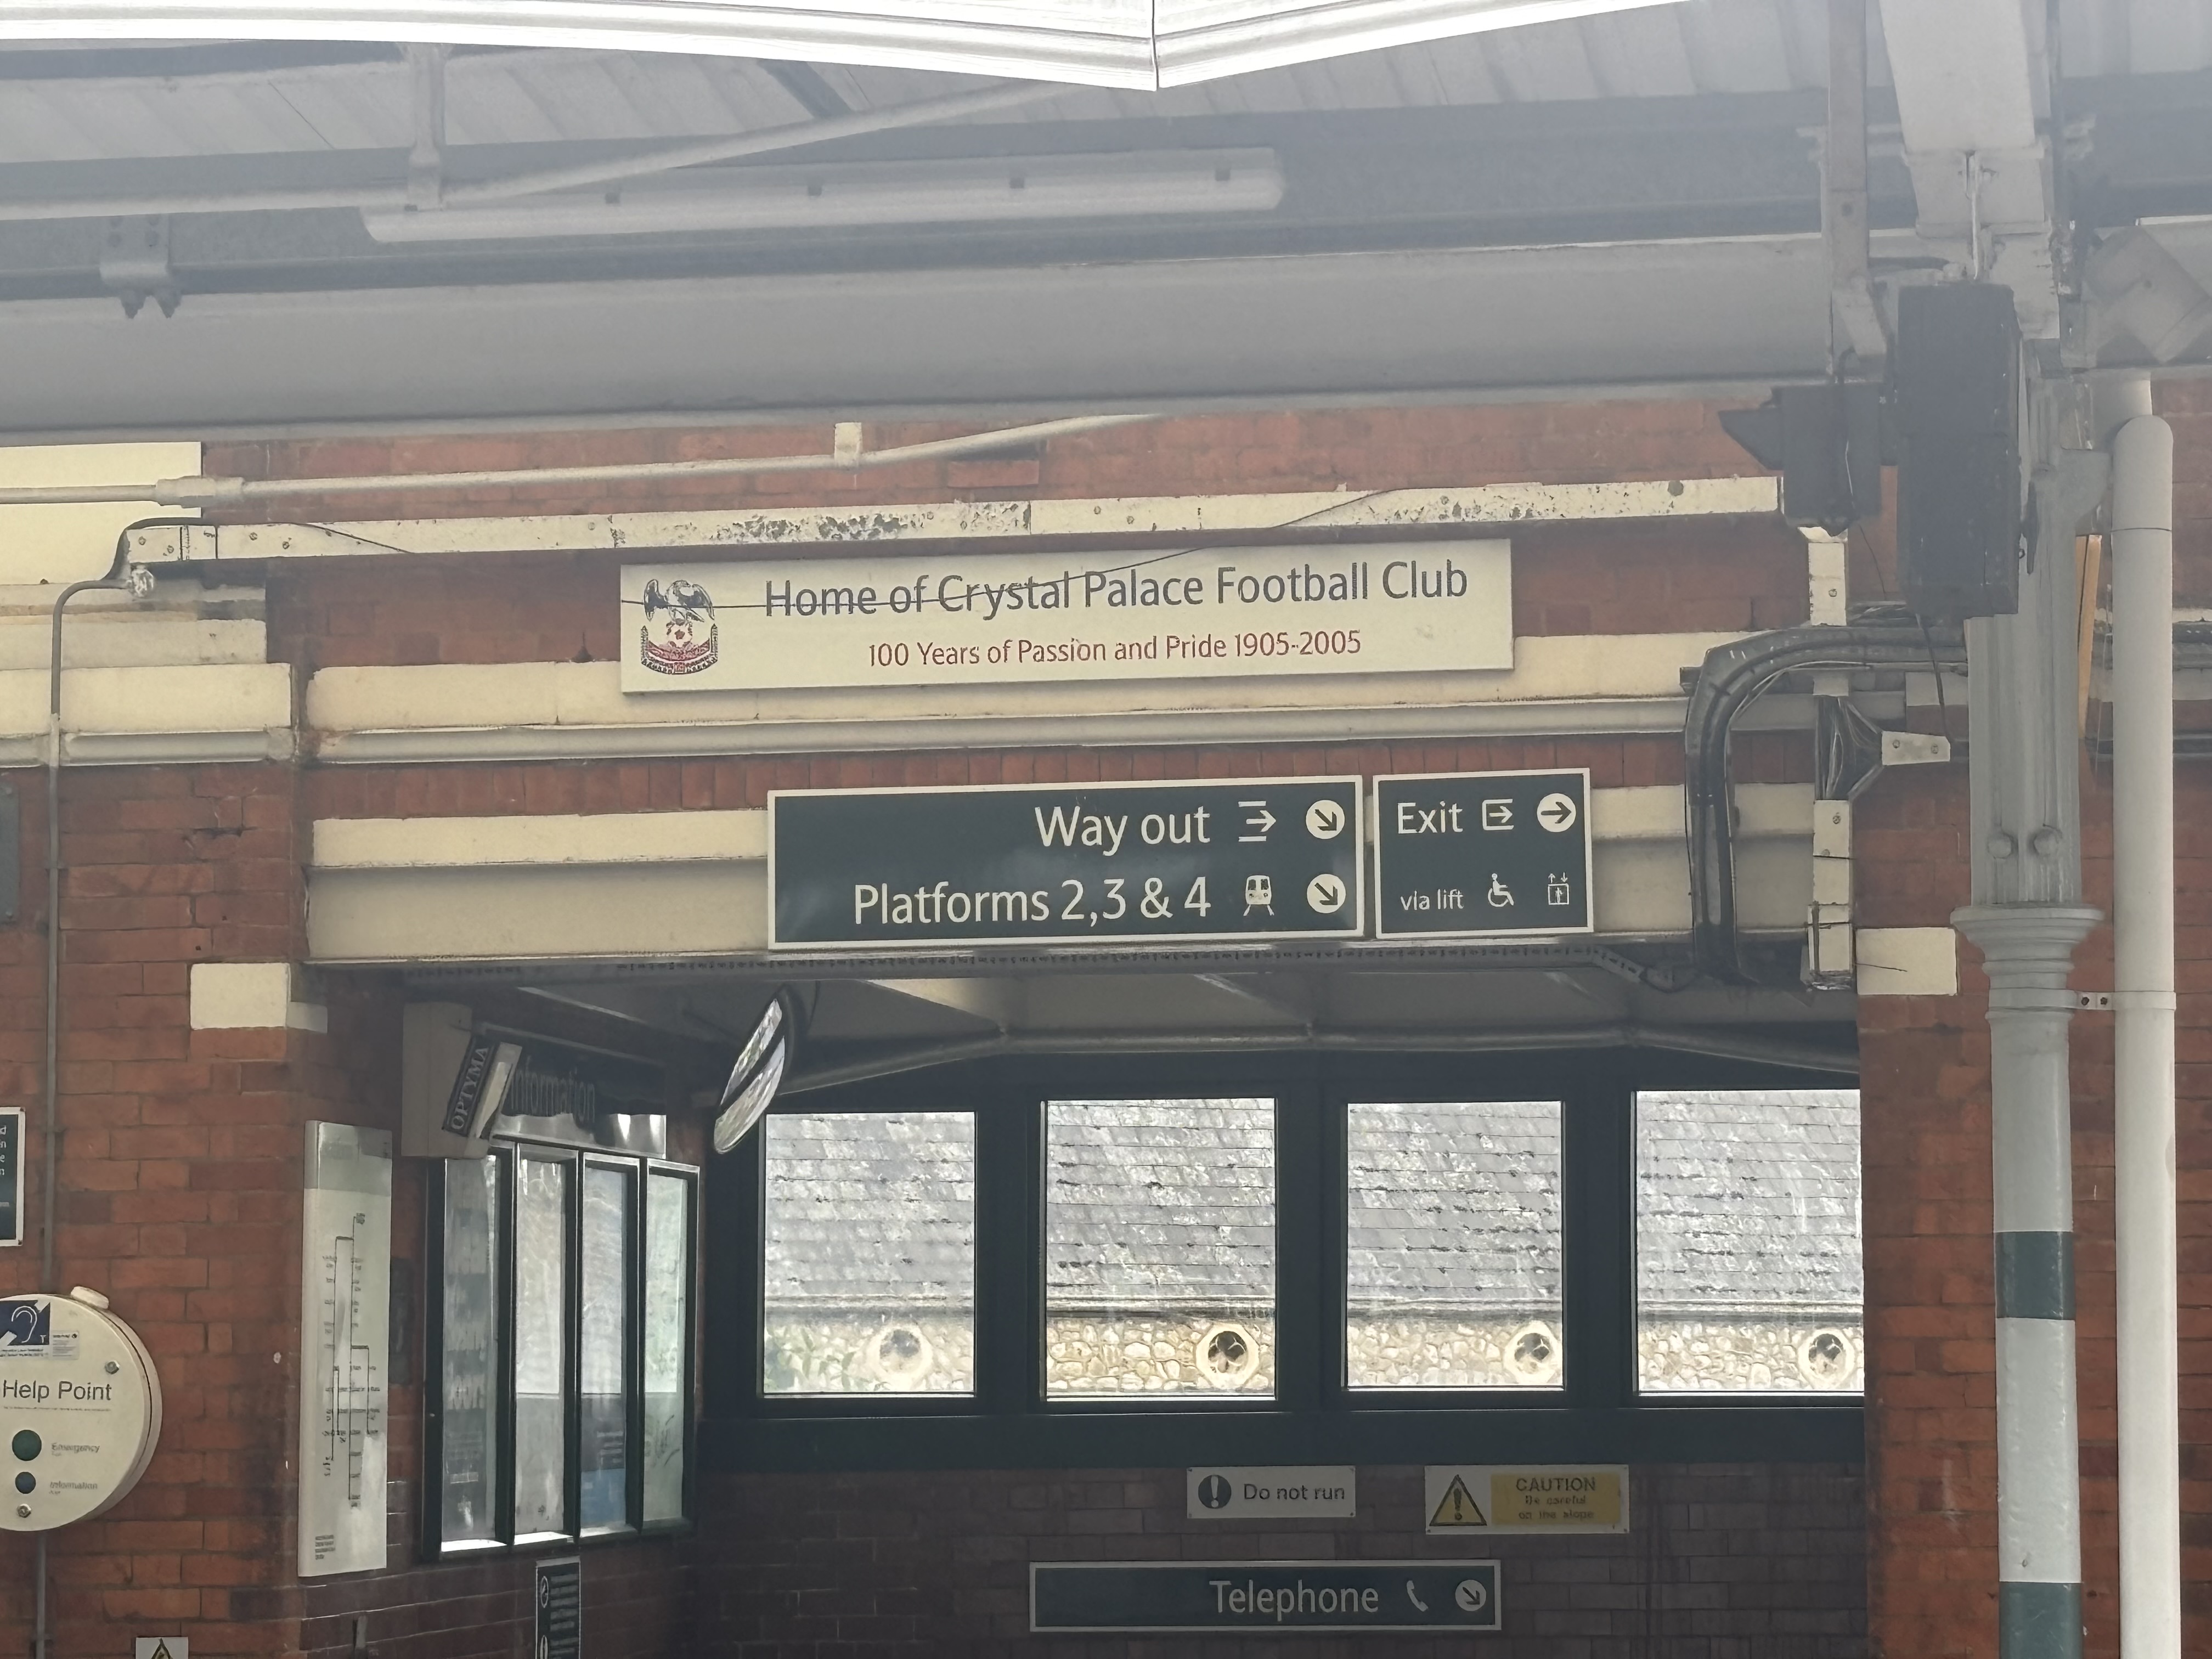 Home of Crystal Palace Football Club
100 Years of Passion and Pride 1905-2005
Way out
Platforms 2,3 & 4
Exit
via lift
OPTYMA
Information
Help Point
Emergency
Information
Do not run
CAUTION
Be careful
on the slope
Telephone